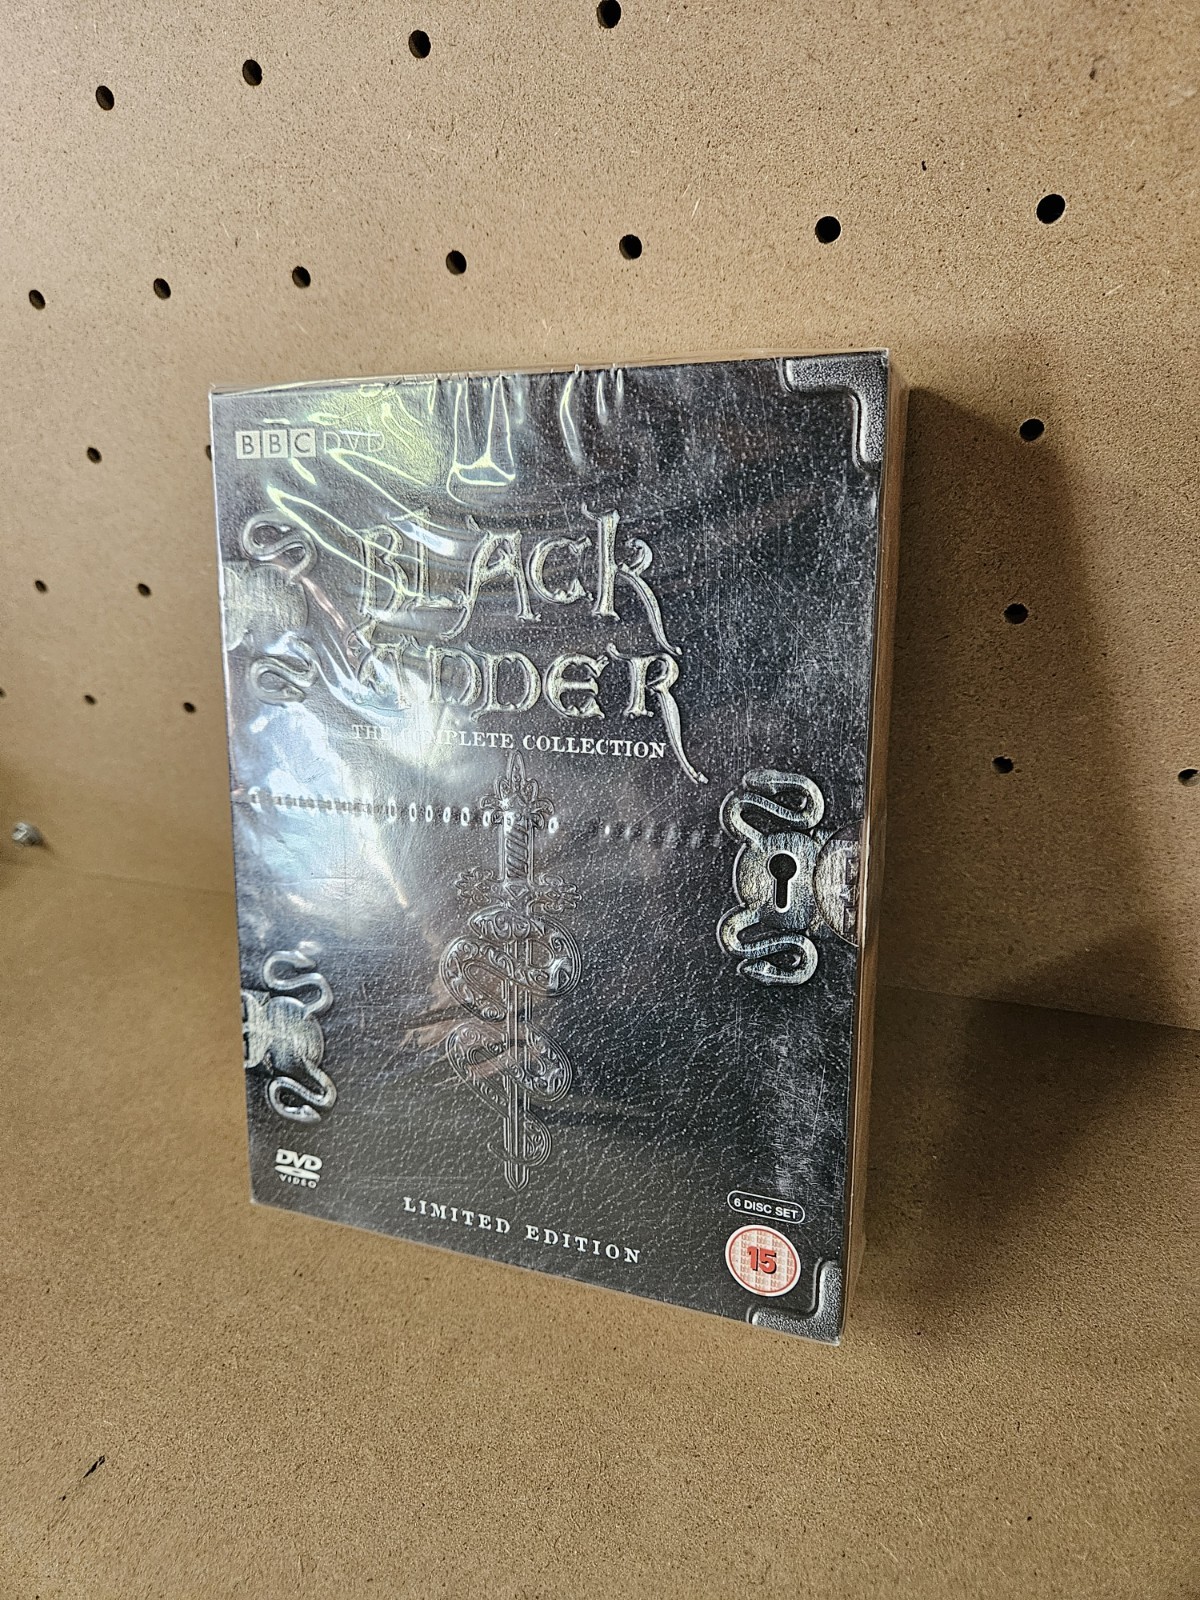 BBC DVD
BLACK
ADDER
THE COMPLETE COLLECTION
DVD
VIDEO
LIMITED EDITION
6 DISC SET
15